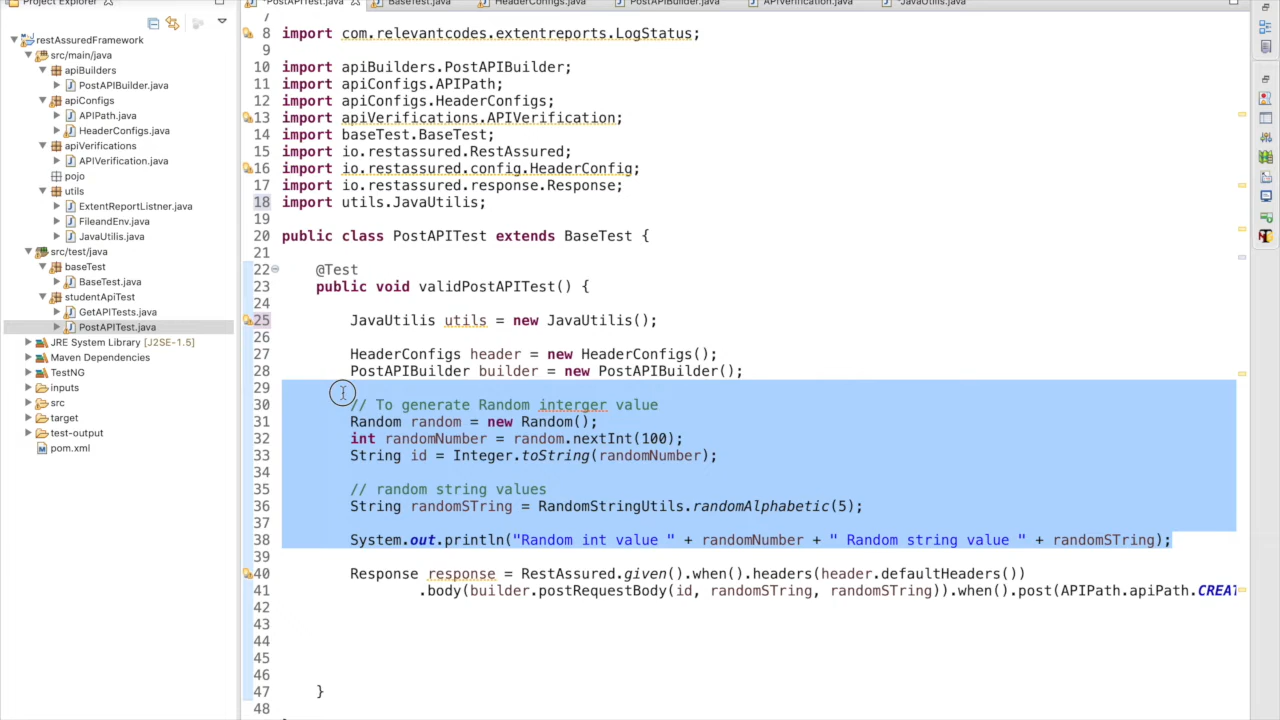 Project Explorer
*PostAPITest.java
BaseTest.java
HeaderConfigs.java
PostAPIBuilder.java
APIVerification.java
*JavaUtils.java
restAssuredFramework
src/main/java
apiBuilders
PostAPIBuilder.java
apiConfigs
APIPath.java
HeaderConfigs.java
apiVerifications
APIVerification.java
pojo
utils
ExtentReportListner.java
FileandEnv.java
JavaUtilis.java
src/test/java
baseTest
BaseTest.java
studentApiTest
GetAPITests.java
PostAPITest.java
JRE System Library [J2SE-1.5]
Maven Dependencies
TestNG
inputs
src
target
test-output
pom.xml
7
8 import com.relevantcodes.extentreports.LogStatus;
9
10 import apiBuilders.PostAPIBuilder;
11 import apiConfigs.APIPath;
12 import apiConfigs.HeaderConfigs;
13 import apiVerifications.APIVerification;
14 import baseTest.BaseTest;
15 import io.restassured.RestAssured;
16 import io.restassured.config.HeaderConfig;
17 import io.restassured.response.Response;
18 import utils.JavaUtilis;
19
20 public class PostAPITest extends BaseTest {
21
22 @Test
23 public void validPostAPITest() {
24
25 JavaUtilis utils = new JavaUtilis();
26
27 HeaderConfigs header = new HeaderConfigs();
28 PostAPIBuilder builder = new PostAPIBuilder();
29
30 // To generate Random interger value
31 Random random = new Random();
32 int randomNumber = random.nextInt(100);
33 String id = Integer.toString(randomNumber);
34
35 // random string values
36 String randomSTring = RandomStringUtils.randomAlphabetic(5);
37
38 System.out.println("Random int value " + randomNumber + " Random string value " + randomSTring);
39
40 Response response = RestAssured.given().when().headers(header.defaultHeaders())
41 .body(builder.postRequestBody(id, randomSTring, randomSTring)).when().post(APIPath.apiPath.CREAT
42
43
44
45
46
47 }
48